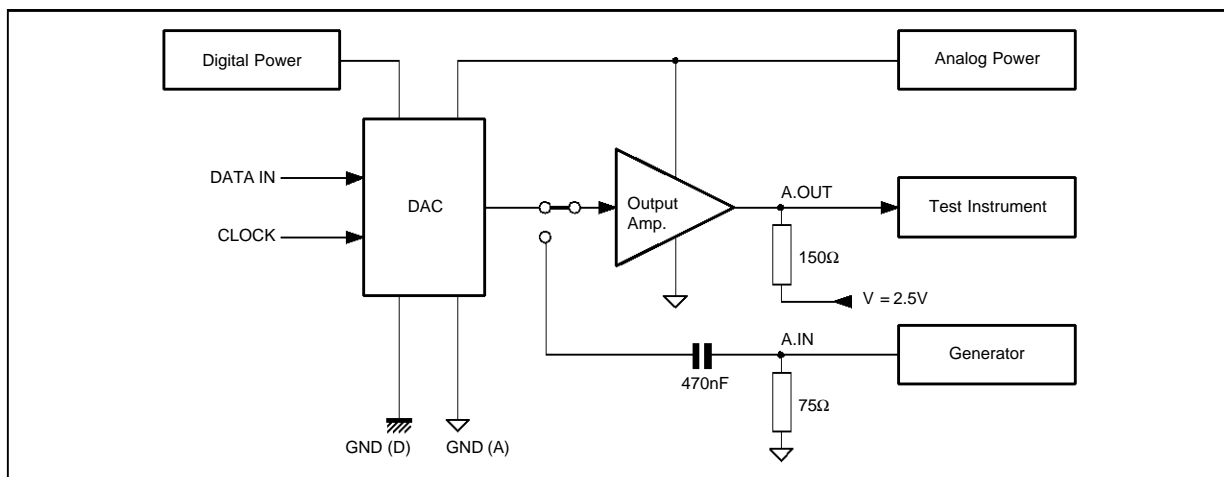 Digital Power
Analog Power
DATA IN
DAC
CLOCK
Output
Amp.
A.OUT
Test Instrument
150Ω
V = 2.5V
A.IN
Generator
470nF
75Ω
GND (D)
GND (A)